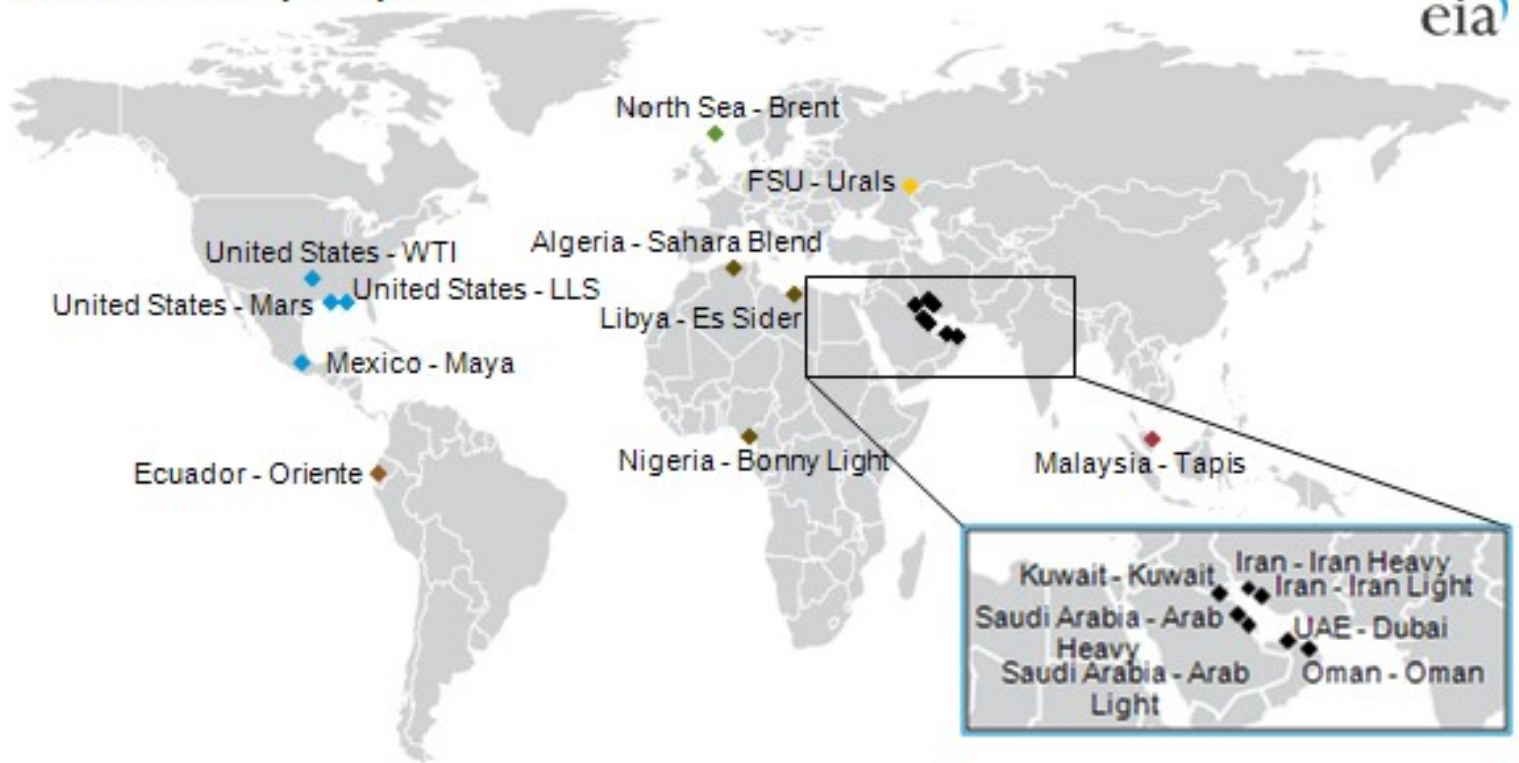 eia
North Sea - Brent
FSU - Urals
Algeria - Sahara Blend
United States - WTI
United States - LLS
United States - Mars
Libya - Es Sider
Mexico - Maya
Nigeria - Bonny Light
Malaysia - Tapis
Ecuador - Oriente
Iran - Iran Heavy
Kuwait - Kuwait
Iran - Iran Light
Saudi Arabia - Arab
Heavy
UAE - Dubai
Saudi Arabia - Arab
Light
Oman - Oman